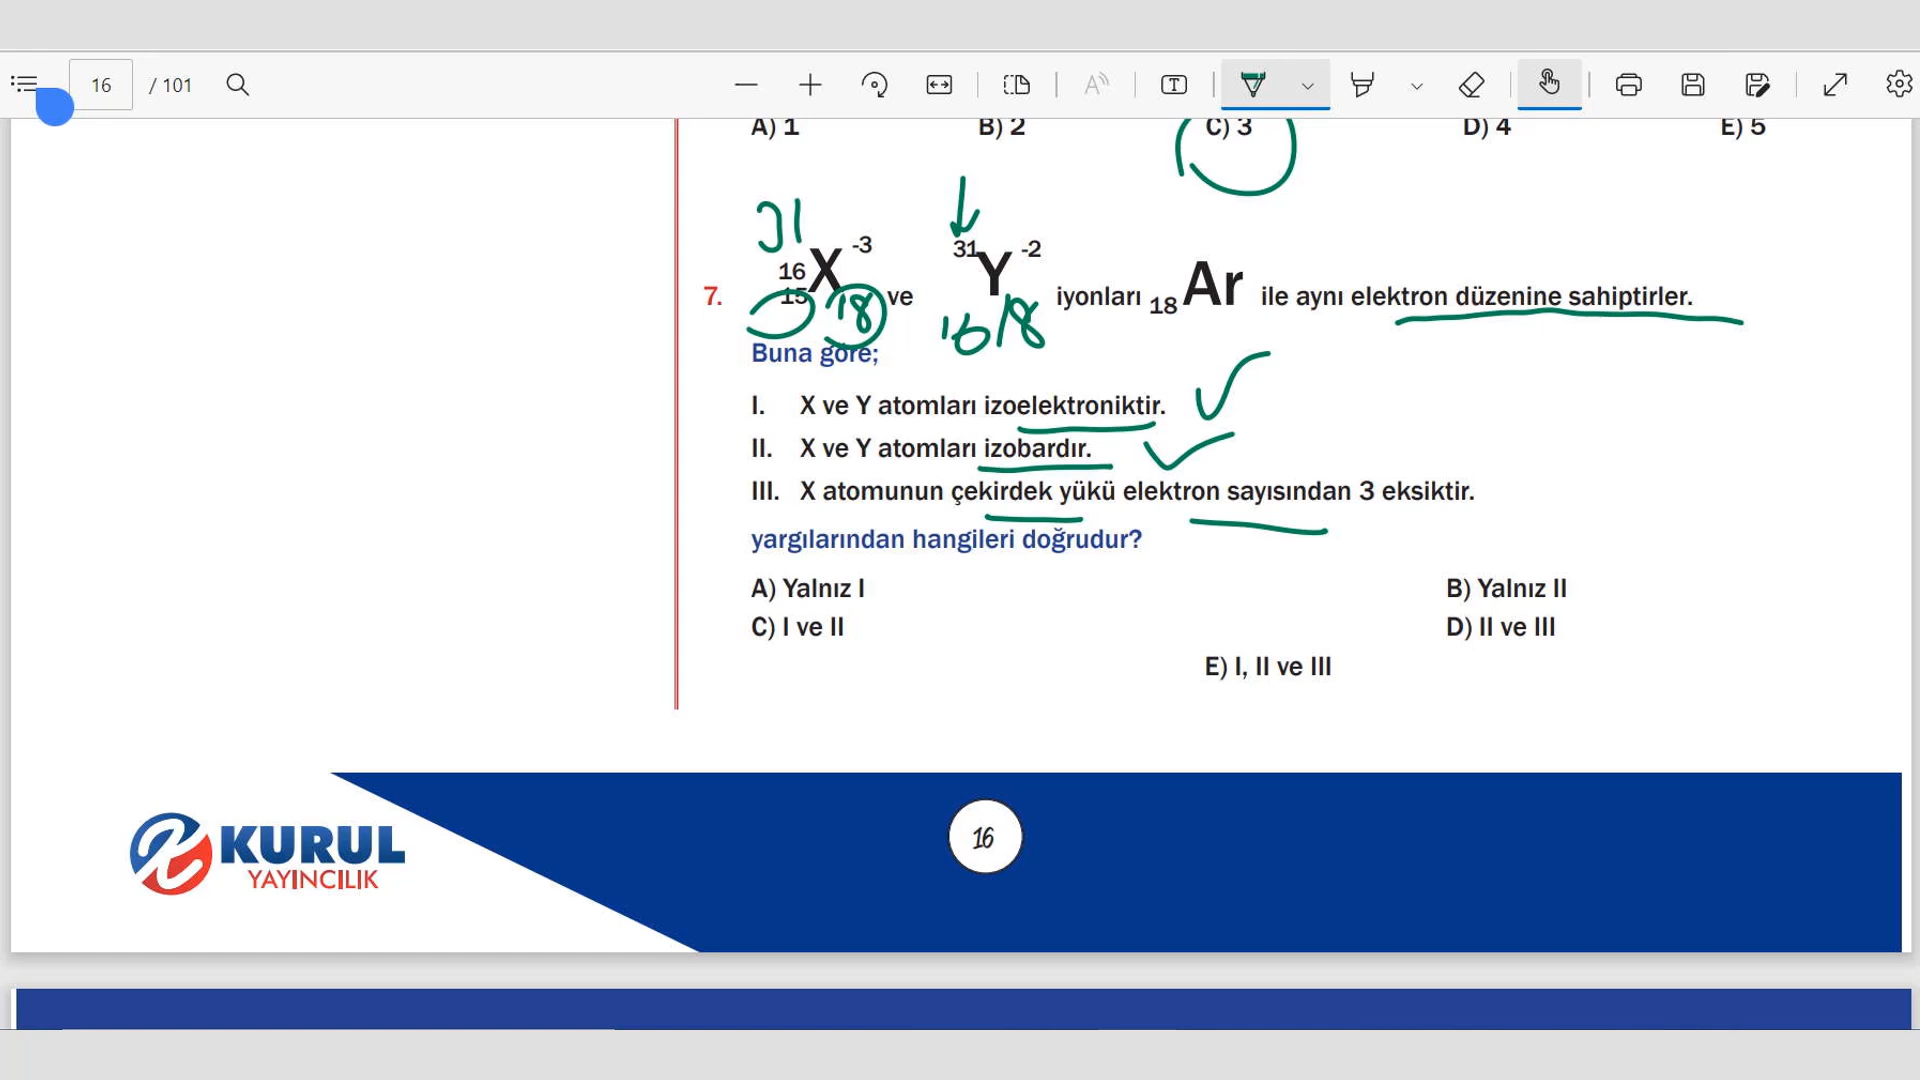 16 / 101
A) 1 B) 2 C) 3 D) 4 E) 5
31
16 X -3 31 Y -2
7. 15 18 ve 16 18 iyonları 18 Ar ile aynı elektron düzenine sahiptirler.
Buna göre;
I. X ve Y atomları izoelektroniktir.
II. X ve Y atomları izobardır.
III. X atomunun çekirdek yükü elektron sayısından 3 eksiktir.
yargılarından hangileri doğrudur?
A) Yalnız I B) Yalnız II
C) I ve II D) II ve III
E) I, II ve III
KURUL
YAYINCILIK
16